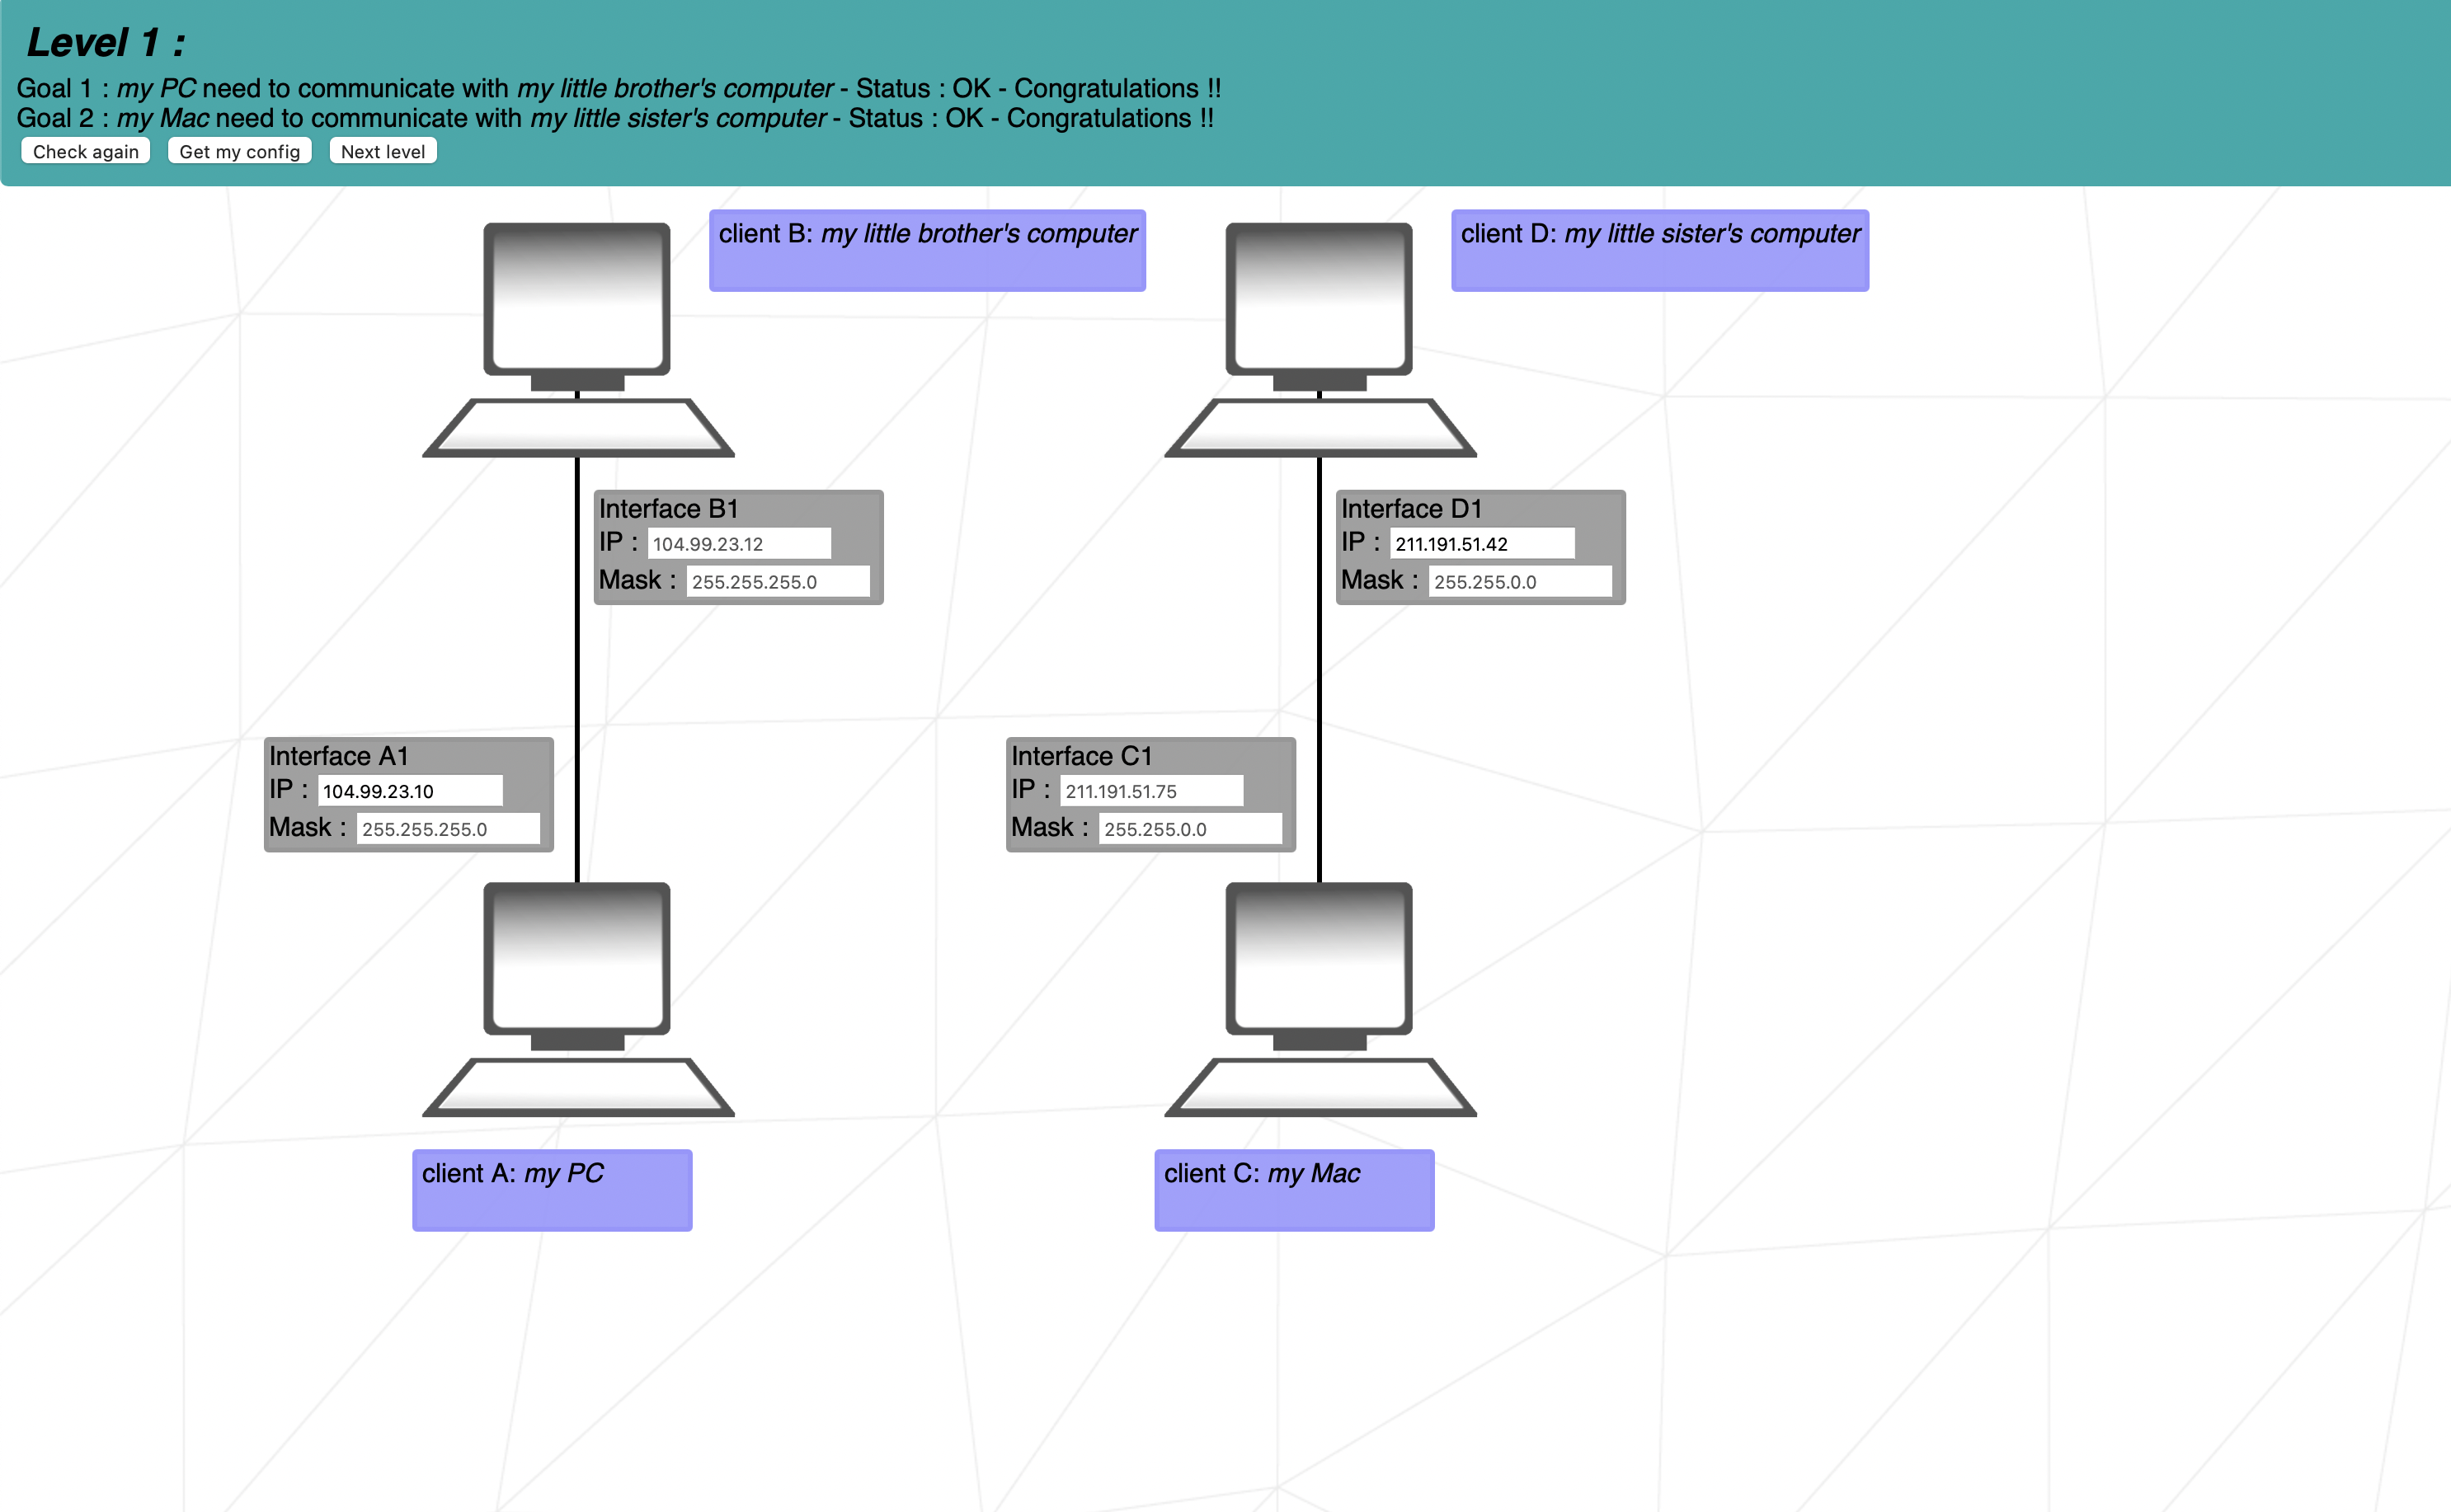 Level 1 :
Goal 1 : my PC need to communicate with my little brother's computer - Status : OK - Congratulations !!
Goal 2 : my Mac need to communicate with my little sister's computer - Status : OK - Congratulations !!
Check again Get my config Next level
client B: my little brother's computer
client D: my little sister's computer
Interface B1
IP : 104.99.23.12
Mask : 255.255.255.0
Interface D1
IP : 211.191.51.42
Mask : 255.255.0.0
Interface A1
IP : 104.99.23.10
Mask : 255.255.255.0
Interface C1
IP : 211.191.51.75
Mask : 255.255.0.0
client A: my PC
client C: my Mac